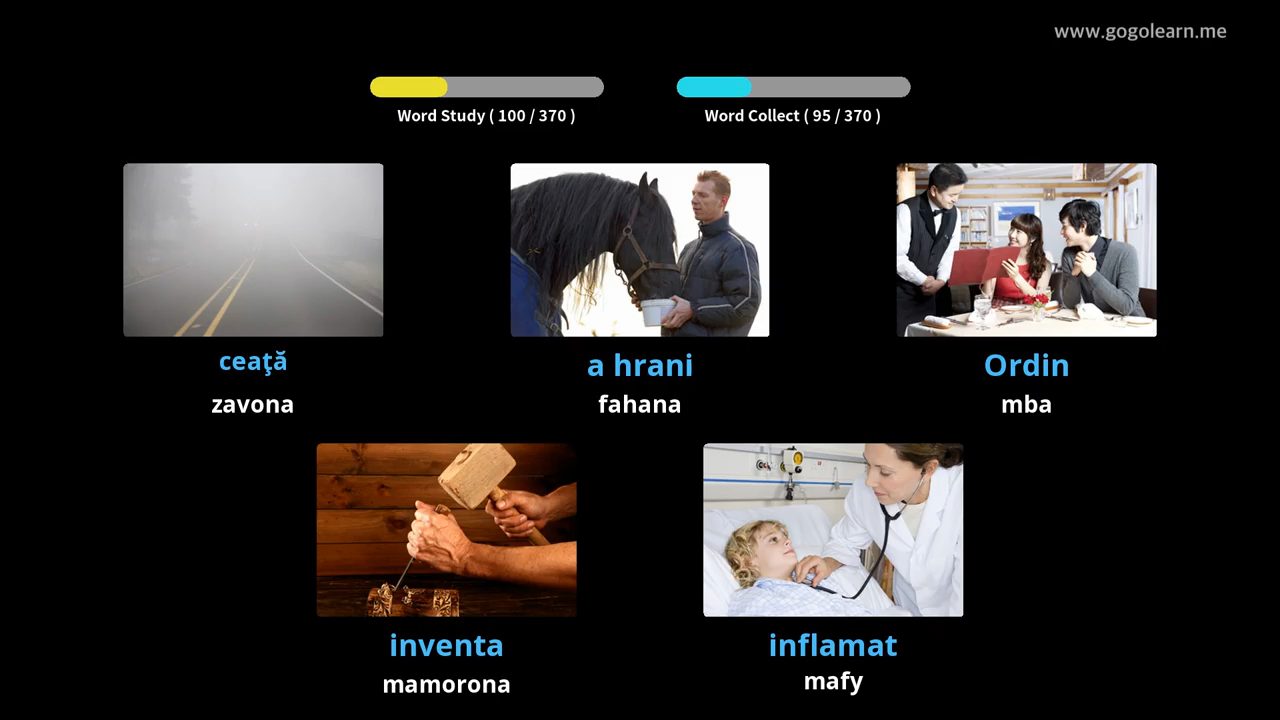 www.gogolearn.me
Word Study ( 100 / 370 )
Word Collect ( 95 / 370 )
ceaţă
zavona
a hrani
fahana
Ordin
mba
inventa
mamorona
inflamat
mafy